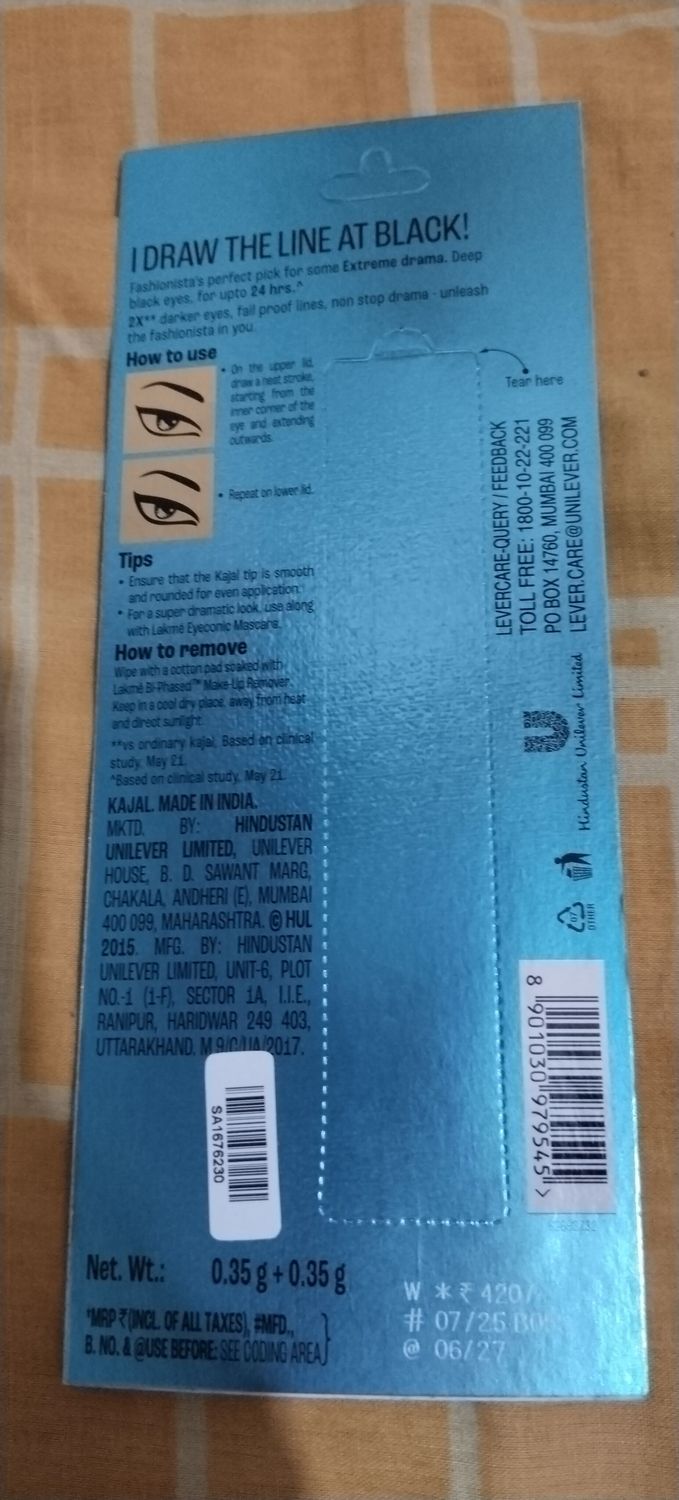 I DRAW THE LINE AT BLACK!
Fashionista's perfect pick for some Extreme drama. Deep
black eyes, for upto 24 hrs.^
2X** darker eyes, fail proof lines, non stop drama - unleash
the fashionista in you.
How to use
• On the upper lid,
draw a neat stroke,
starting from the
inner corner of the
eye and extending
outwards.
• Repeat on lower lid.
Tear here
Tips
• Ensure that the Kajal tip is smooth
and rounded for even application.
• For a super dramatic look, use along
with Lakmé Eyeconic Mascara.
How to remove
Wipe with a cotton pad soaked with
Lakmé Bi-Phased™ Make-Up Remover.
Keep in a cool dry place, away from heat
and direct sunlight.
**vs ordinary kajal, Based on clinical
study, May 21.
^Based on clinical study, May 21.
KAJAL. MADE IN INDIA.
MKTD. BY: HINDUSTAN
UNILEVER LIMITED, UNILEVER
HOUSE, B. D. SAWANT MARG,
CHAKALA, ANDHERI (E), MUMBAI
400 099, MAHARASHTRA. © HUL
2015. MFG. BY: HINDUSTAN
UNILEVER LIMITED, UNIT-6, PLOT
NO.-1 (1-F), SECTOR 1A, I.I.E.,
RANIPUR, HARIDWAR 249 403,
UTTARAKHAND. M 9/C/UA/2017.
SA1676230
LEVERCARE-QUERY / FEEDBACK
TOLL FREE: 1800-10-22-221
PO BOX 14760, MUMBAI 400 099
LEVER.CARE@UNILEVER.COM
Hindustan Unilever Limited
07
OTHER
8 901030 979545 >
Net. Wt.: 0.35 g + 0.35 g
*MRP ₹ (INCL. OF ALL TAXES), #MFD.,
B. NO. & @USE BEFORE: SEE CODING AREA
W * ₹ 420/
# 07/25
@ 06/27